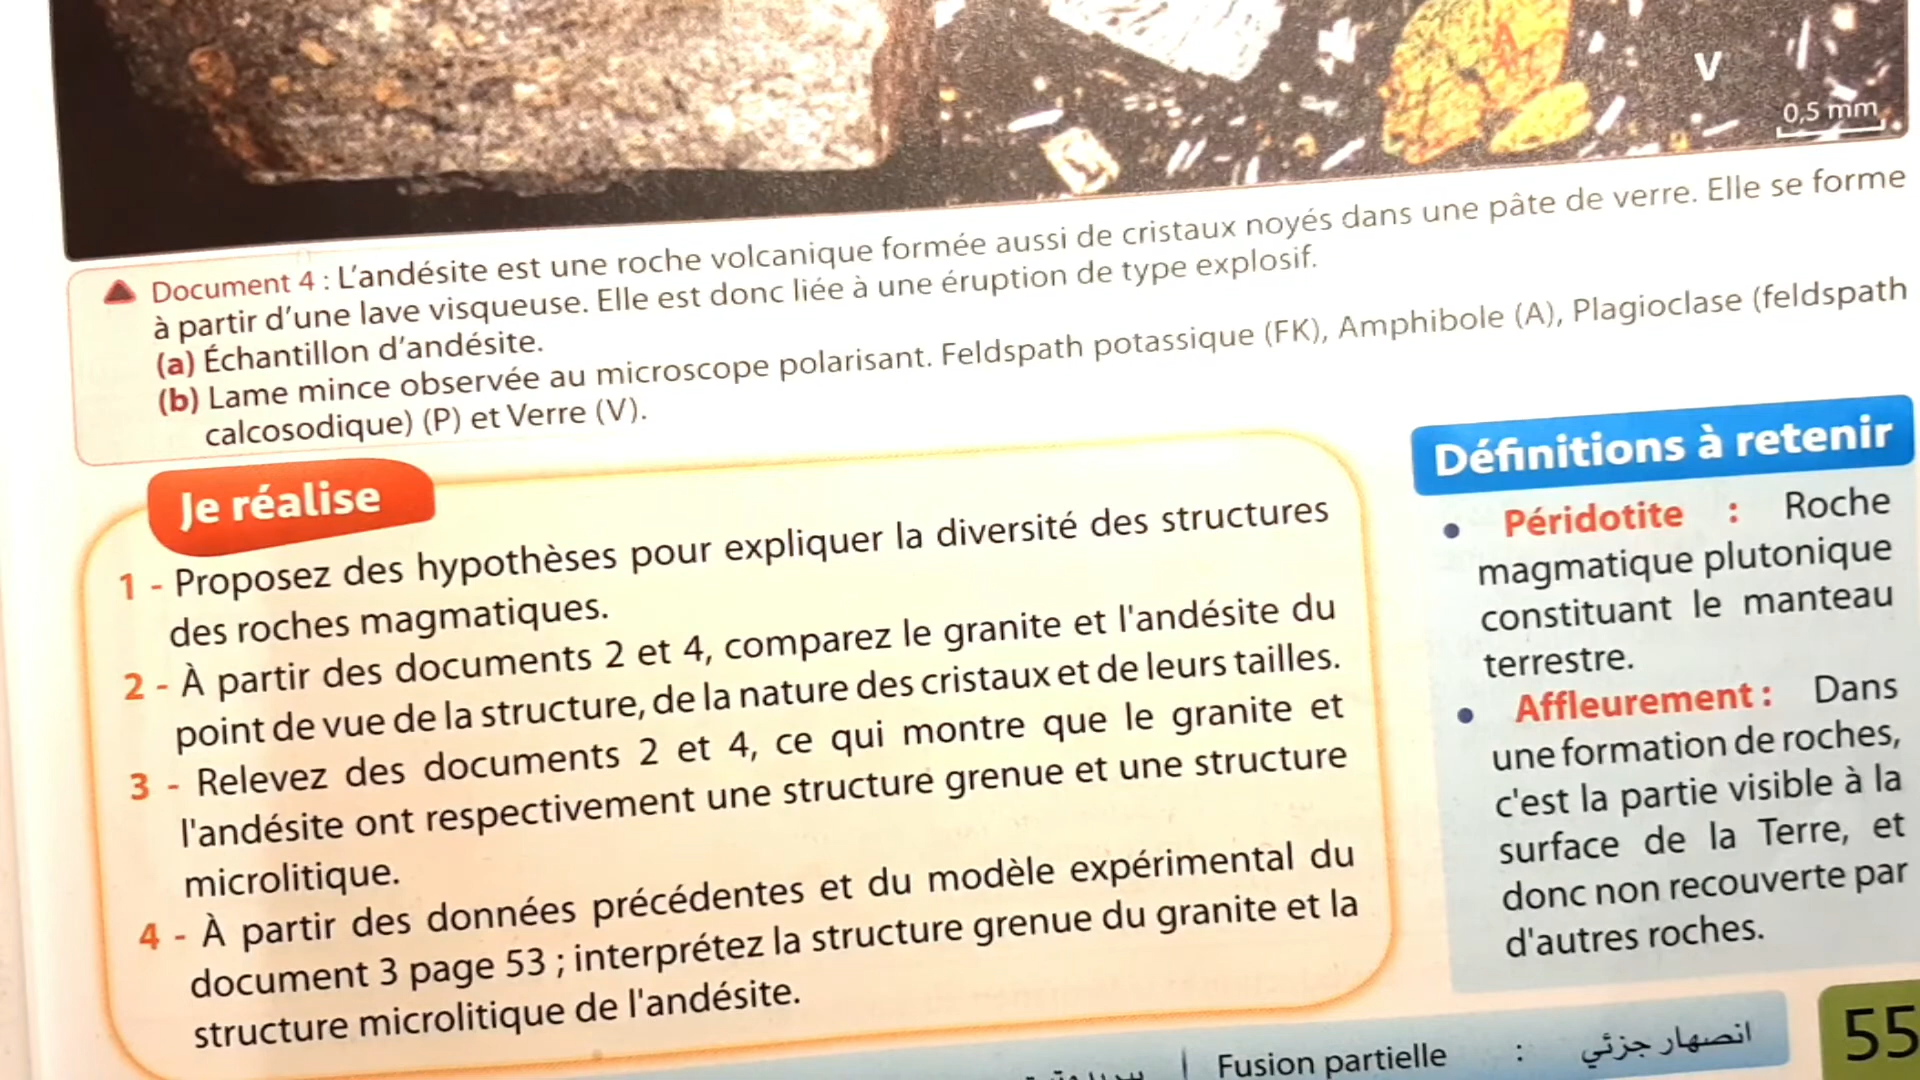 A
V
0,5 mm
Document 4 : L'andésite est une roche volcanique formée aussi de cristaux noyés dans une pâte de verre. Elle se forme
à partir d'une lave visqueuse. Elle est donc liée à une éruption de type explosif.
(a) Échantillon d'andésite.
(b) Lame mince observée au microscope polarisant. Feldspath potassique (FK), Amphibole (A), Plagioclase (feldspath
calcosodique) (P) et Verre (V).
Je réalise
1 - Proposez des hypothèses pour expliquer la diversité des structures
des roches magmatiques.
2 - À partir des documents 2 et 4, comparez le granite et l'andésite du
point de vue de la structure, de la nature des cristaux et de leurs tailles.
3 - Relevez des documents 2 et 4, ce qui montre que le granite et
l'andésite ont respectivement une structure grenue et une structure
microlitique.
4 - À partir des données précédentes et du modèle expérimental du
document 3 page 53 ; interprétez la structure grenue du granite et la
structure microlitique de l'andésite.
Définitions à retenir
• Péridotite : Roche
magmatique plutonique
constituant le manteau
terrestre.
• Affleurement : Dans
une formation de roches,
c'est la partie visible à la
surface de la Terre, et
donc non recouverte par
d'autres roches.
Fusion partielle : انصهار جزئي
55